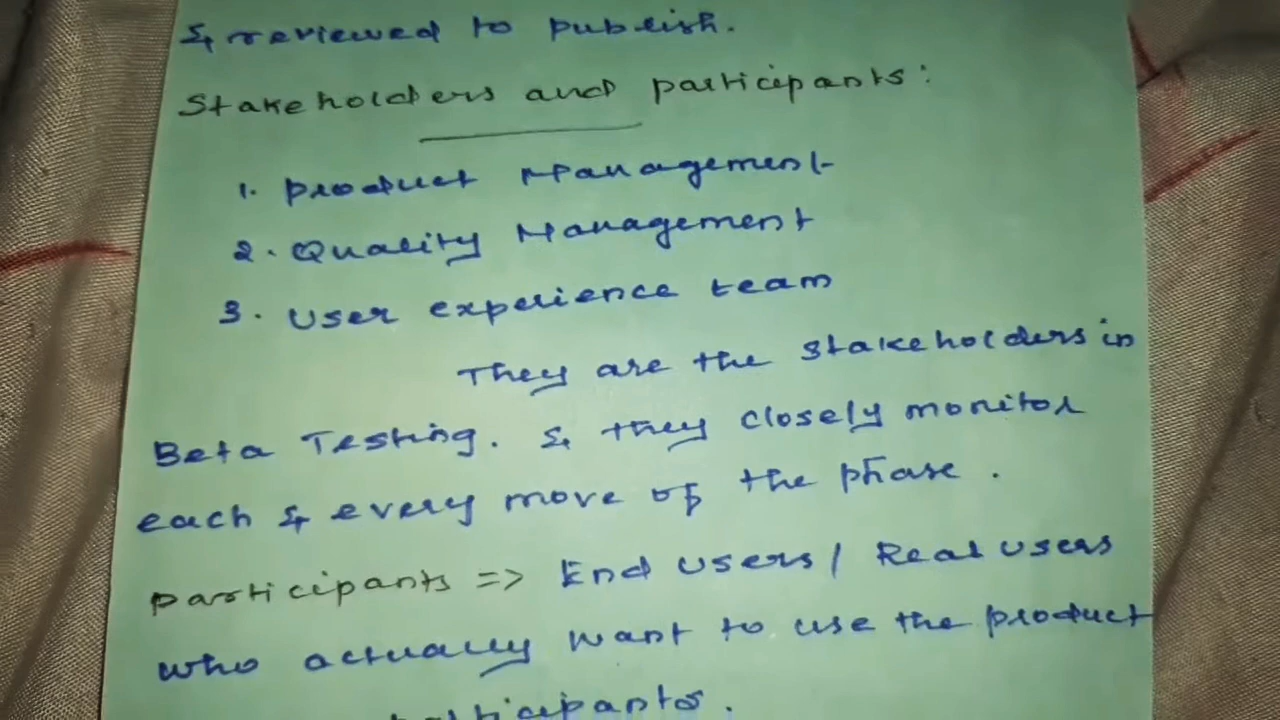 & reviewed to publish.
Stakeholders and participants:
1. product Management
2. Quality Management
3. User experience team
They are the stakeholders in
Beta Testing. & they closely monitor
each & every move of the phase.
participants => End users/ Real users
who actually want to use the product
participants.